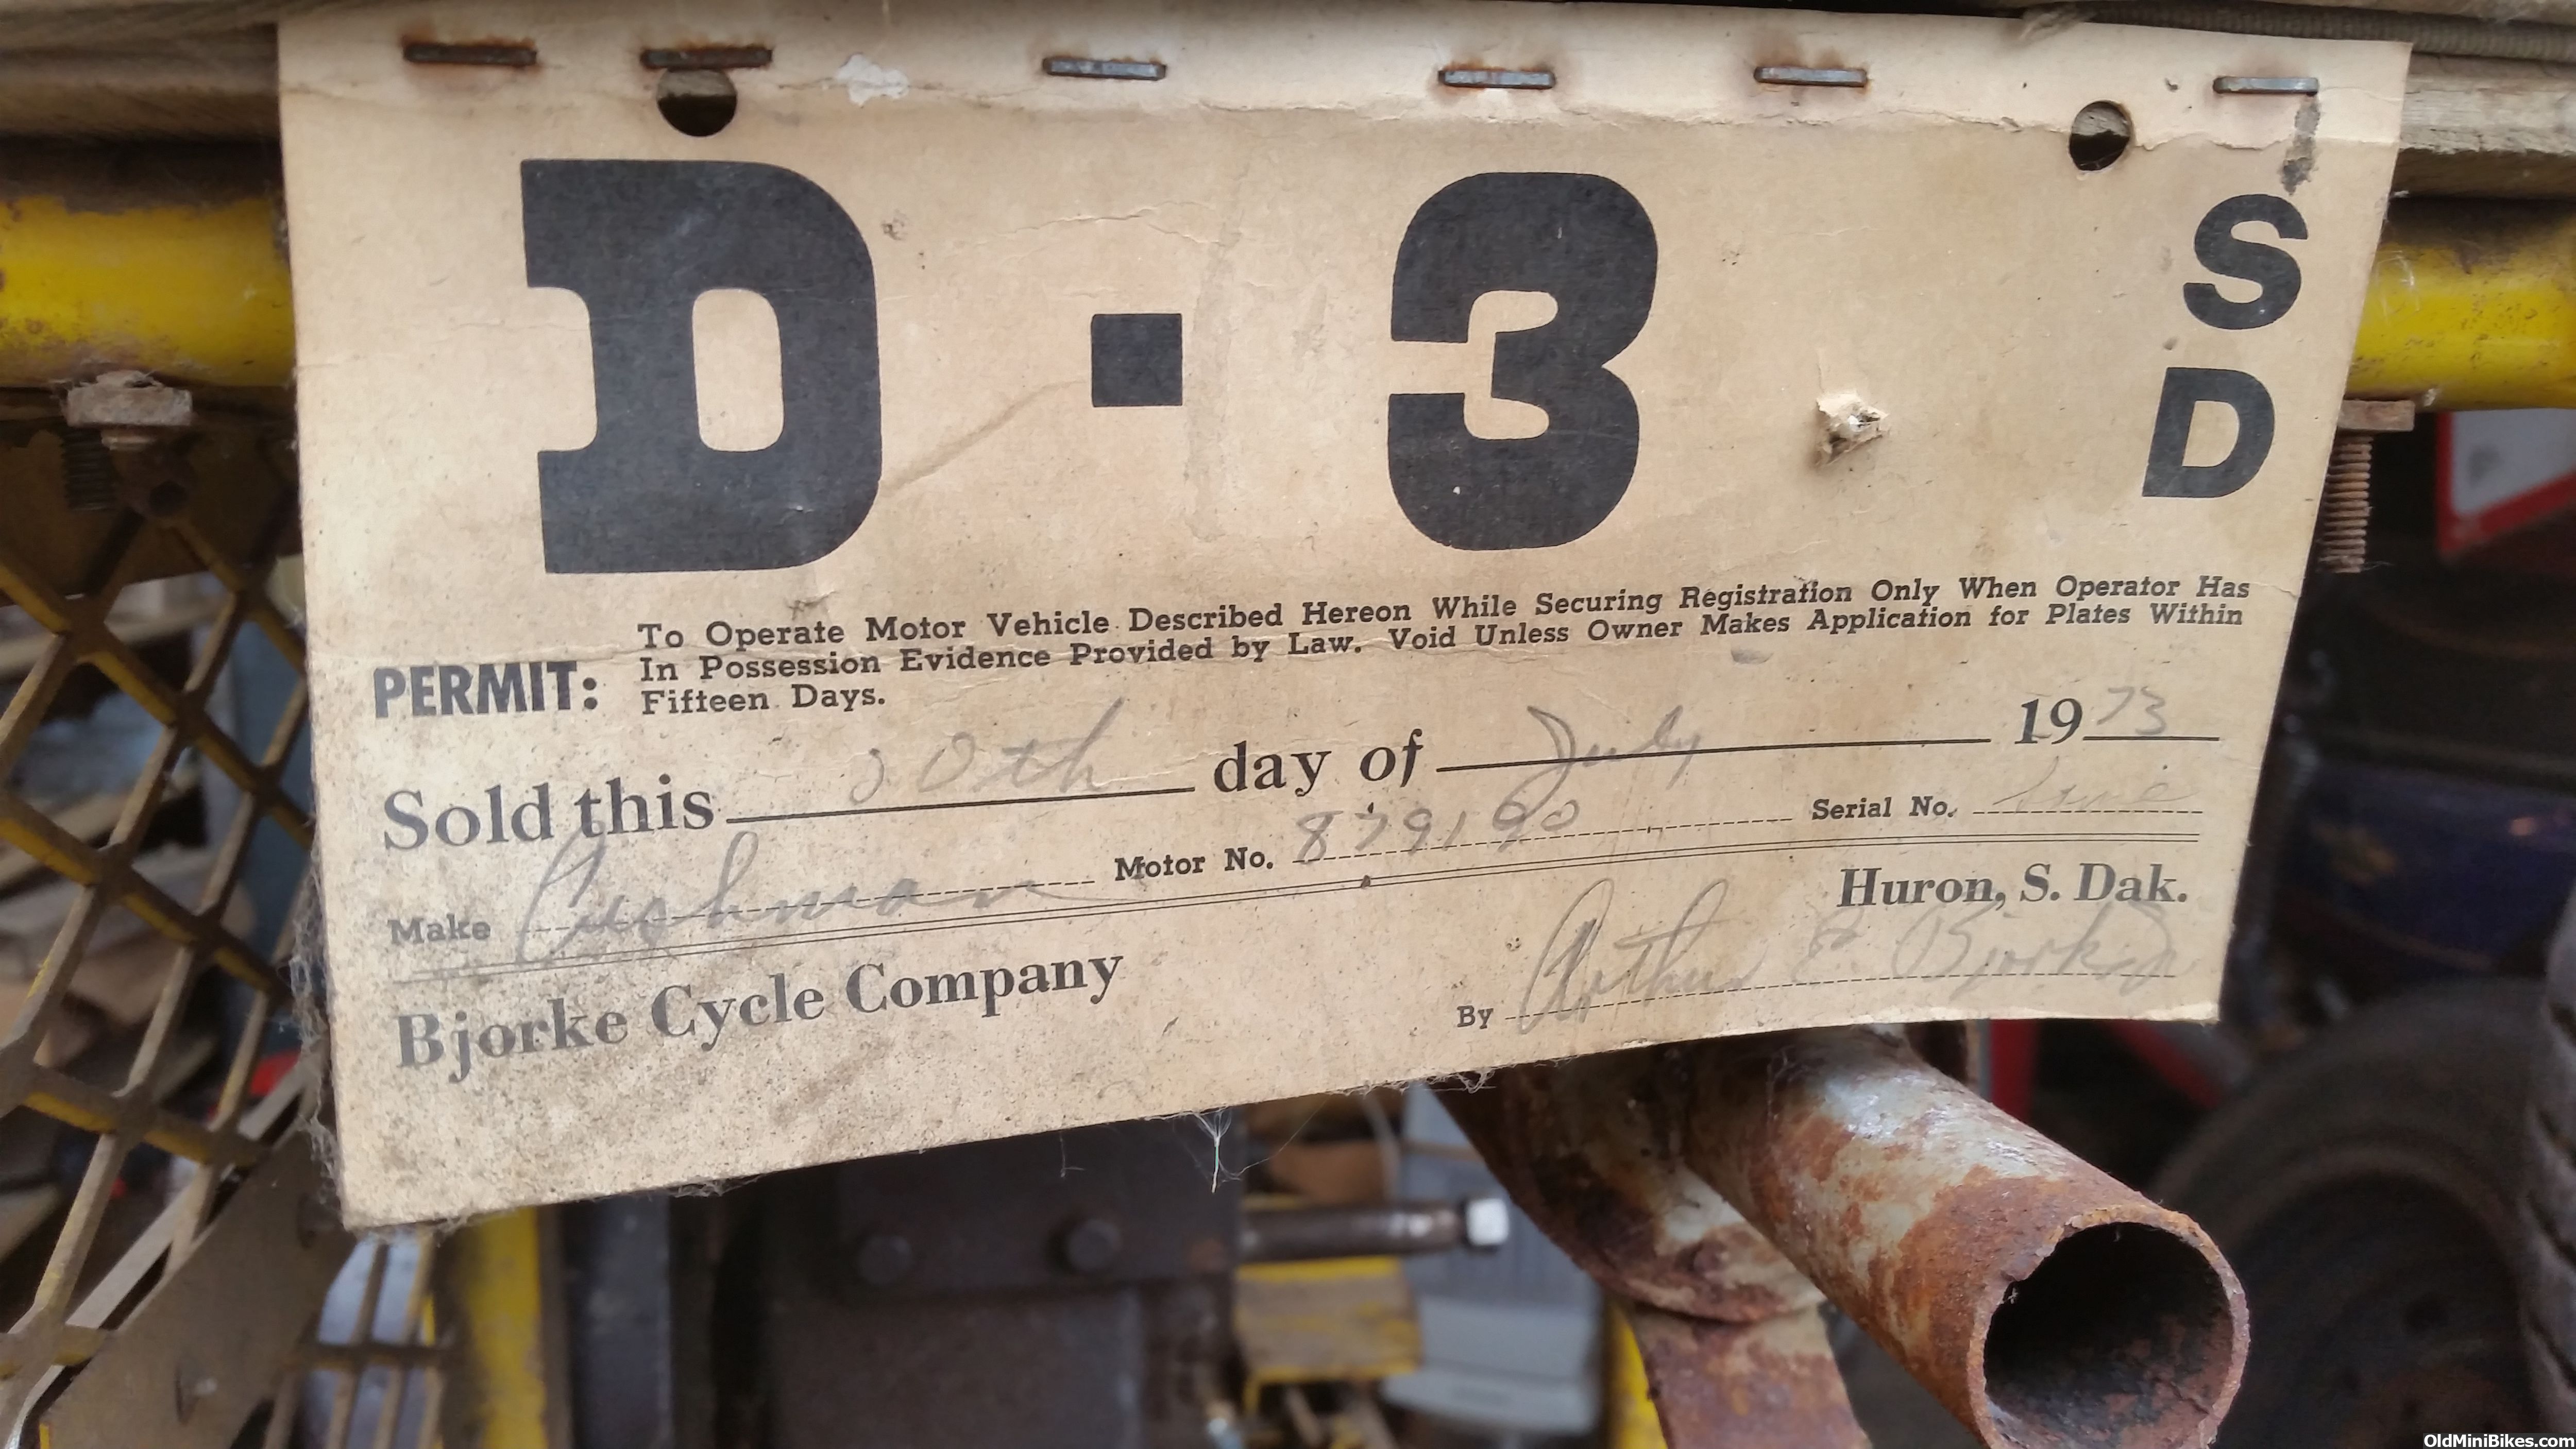 D-3
S
D
PERMIT:
To Operate Motor Vehicle Described Hereon While Securing Registration Only When Operator Has
In Possession Evidence Provided by Law. Void Unless Owner Makes Application for Plates Within
Fifteen Days.
Sold this day of July 1973
Make Cushman Motor No. 879190 Serial No.
Bjorke Cycle Company Huron, S. Dak.
By Arthur E Bjorke
OldMiniBikes.com